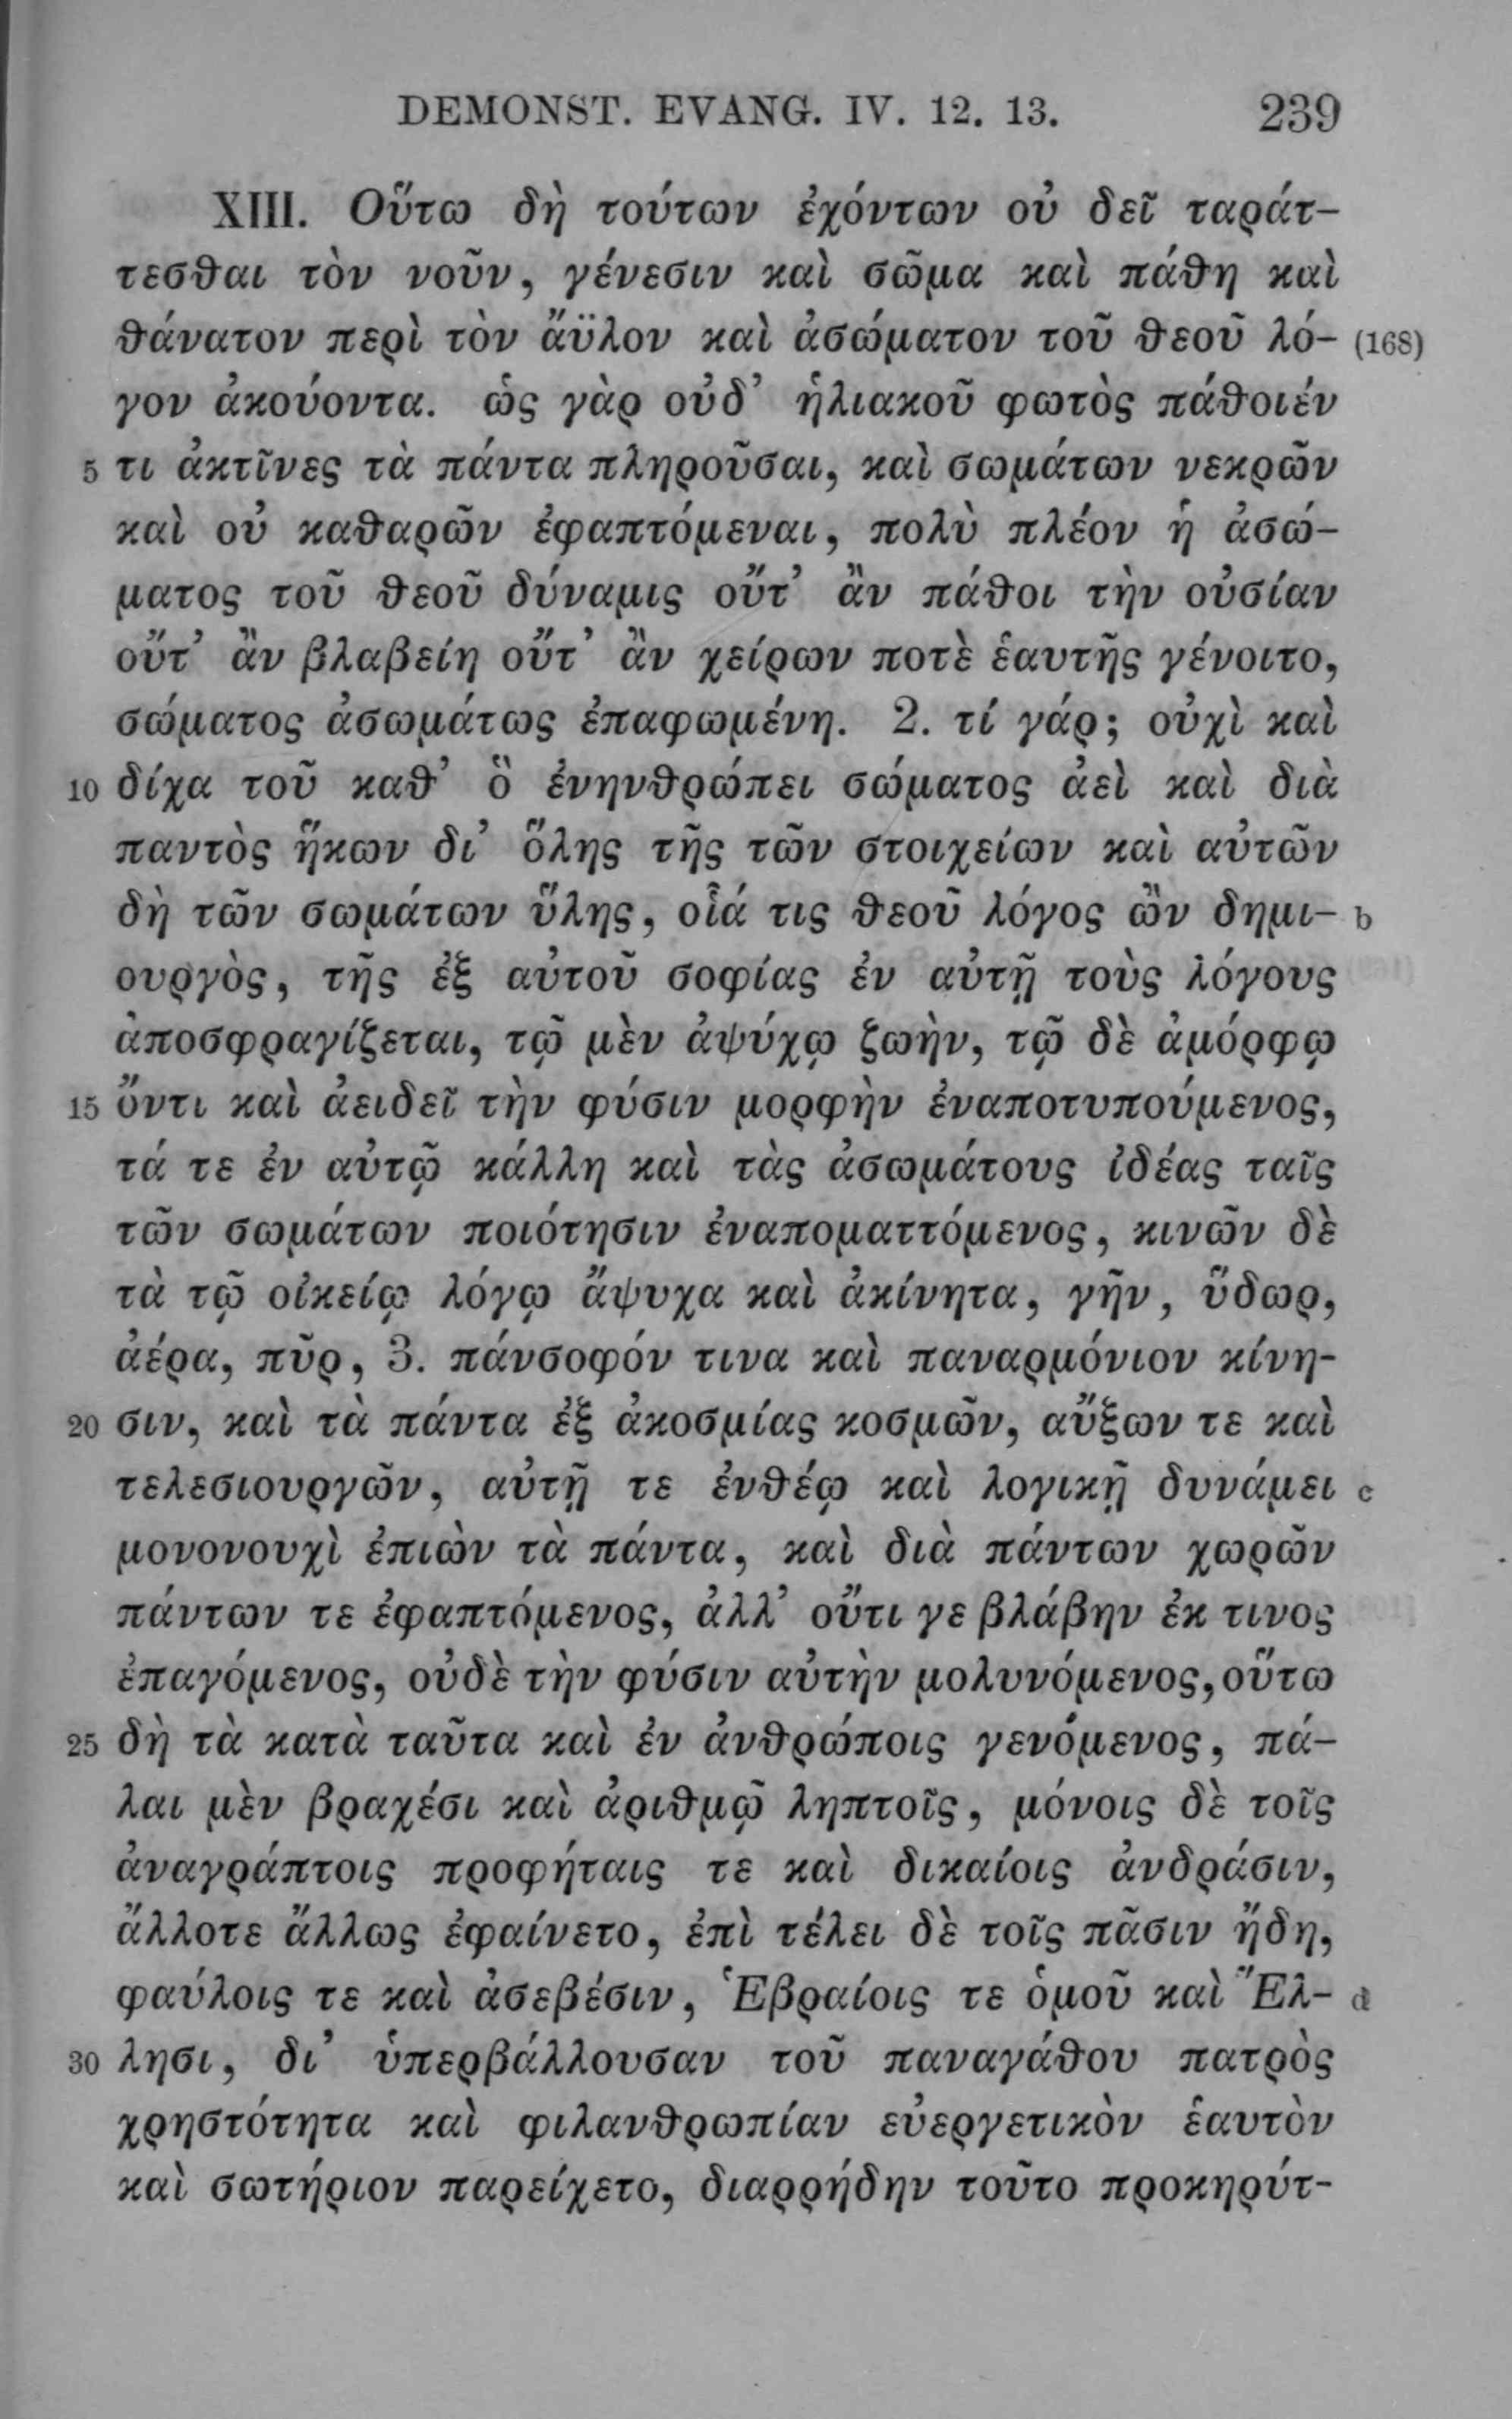 DEMONST. EVANG. IV. 12. 13. 239
XIII. Οὕτω δὴ τούτων ἐχόντων οὐ δεῖ ταράτ-
τεσθαι τὸν νοῦν, γένεσιν καὶ σῶμα καὶ πάθη καὶ
θάνατον περὶ τὸν ἄϋλον καὶ ἀσώματον τοῦ θεοῦ λό- (168)
γον ἀκούοντα. ὡς γὰρ οὐδ’ ἡλιακοῦ φωτὸς πάθοιέν
5 τι ἀκτῖνες τὰ πάντα πληροῦσαι, καὶ σωμάτων νεκρῶν
καὶ οὐ καθαρῶν ἐφαπτόμεναι, πολὺ πλέον ἡ ἀσώ-
ματος τοῦ θεοῦ δύναμις οὔτ’ ἂν πάθοι τὴν οὐσίαν
οὔτ’ ἂν βλαβείη οὔτ’ ἂν χείρων ποτὲ ἑαυτῆς γένοιτο,
σώματος ἀσωμάτως ἐπαφωμένη. 2. τί γάρ; οὐχὶ καὶ
10 δίχα τοῦ καθ’ ὃ ἐνηνθρώπει σώματος ἀεὶ καὶ διὰ
παντὸς ἥκων δι’ ὅλης τῆς τῶν στοιχείων καὶ αὐτῶν
δὴ τῶν σωμάτων ὕλης, οἷά τις θεοῦ λόγος ὢν δημι- b
ουργὸς, τῆς ἐξ αὐτοῦ σοφίας ἐν αὐτῇ τοὺς λόγους
ἀποσφραγίζεται, τῷ μὲν ἀψύχῳ ζωὴν, τῷ δὲ ἀμόρφῳ
15 ὄντι καὶ ἀειδεῖ τὴν φύσιν μορφὴν ἐναποτυπούμενος,
τά τε ἐν αὐτῷ κάλλη καὶ τὰς ἀσωμάτους ἰδέας ταῖς
τῶν σωμάτων ποιότησιν ἐναποματτόμενος, κινῶν δὲ
τὰ τῷ οἰκείῳ λόγῳ ἄψυχα καὶ ἀκίνητα, γῆν, ὕδωρ,
ἀέρα, πῦρ, 3. πάνσοφόν τινα καὶ παναρμόνιον κίνη-
20 σιν, καὶ τὰ πάντα ἐξ ἀκοσμίας κοσμῶν, αὔξων τε καὶ
τελεσιουργῶν, αὐτῇ τε ἐνθέῳ καὶ λογικῇ δυνάμει c
μονονουχὶ ἐπιὼν τὰ πάντα, καὶ διὰ πάντων χωρῶν
πάντων τε ἐφαπτόμενος, ἀλλ’ οὔτι γε βλάβην ἐκ τινος
ἐπαγόμενος, οὐδὲ τὴν φύσιν αὐτὴν μολυνόμενος, οὕτω
25 δὴ τὰ κατὰ ταῦτα καὶ ἐν ἀνθρώποις γενόμενος, πά-
λαι μὲν βραχέσι καὶ ἀριθμῷ ληπτοῖς, μόνοις δὲ τοῖς
ἀναγράπτοις προφήταις τε καὶ δικαίοις ἀνδράσιν,
ἄλλοτε ἄλλως ἐφαίνετο, ἐπὶ τέλει δὲ τοῖς πᾶσιν ἤδη,
φαύλοις τε καὶ ἀσεβέσιν, Ἑβραίοις τε ὁμοῦ καὶ Ἕλ- d
30 λησι, δι’ ὑπερβάλλουσαν τοῦ παναγάθου πατρὸς
χρηστότητα καὶ φιλανθρωπίαν εὐεργετικὸν ἑαυτὸν
καὶ σωτήριον παρείχετο, διαρρήδην τοῦτο προκηρύτ-